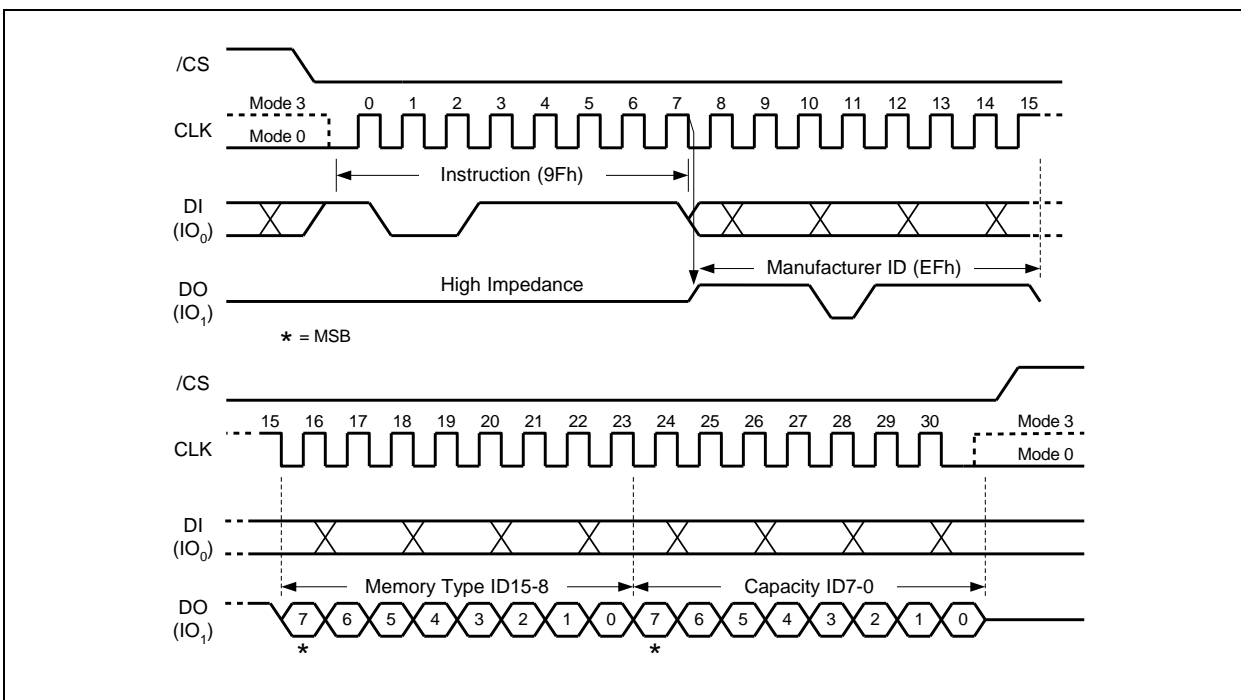 /CS
Mode 3 0 1 2 3 4 5 6 7 8 9 10 11 12 13 14 15
CLK
Mode 0
Instruction (9Fh)
DI
(IO0)
Manufacturer ID (EFh)
High Impedance
DO
(IO1)
* = MSB
/CS
15 16 17 18 19 20 21 22 23 24 25 26 27 28 29 30 Mode 3
CLK
Mode 0
DI
(IO0)
Memory Type ID15-8 Capacity ID7-0
DO
(IO1)
7 6 5 4 3 2 1 0 7 6 5 4 3 2 1 0
* *